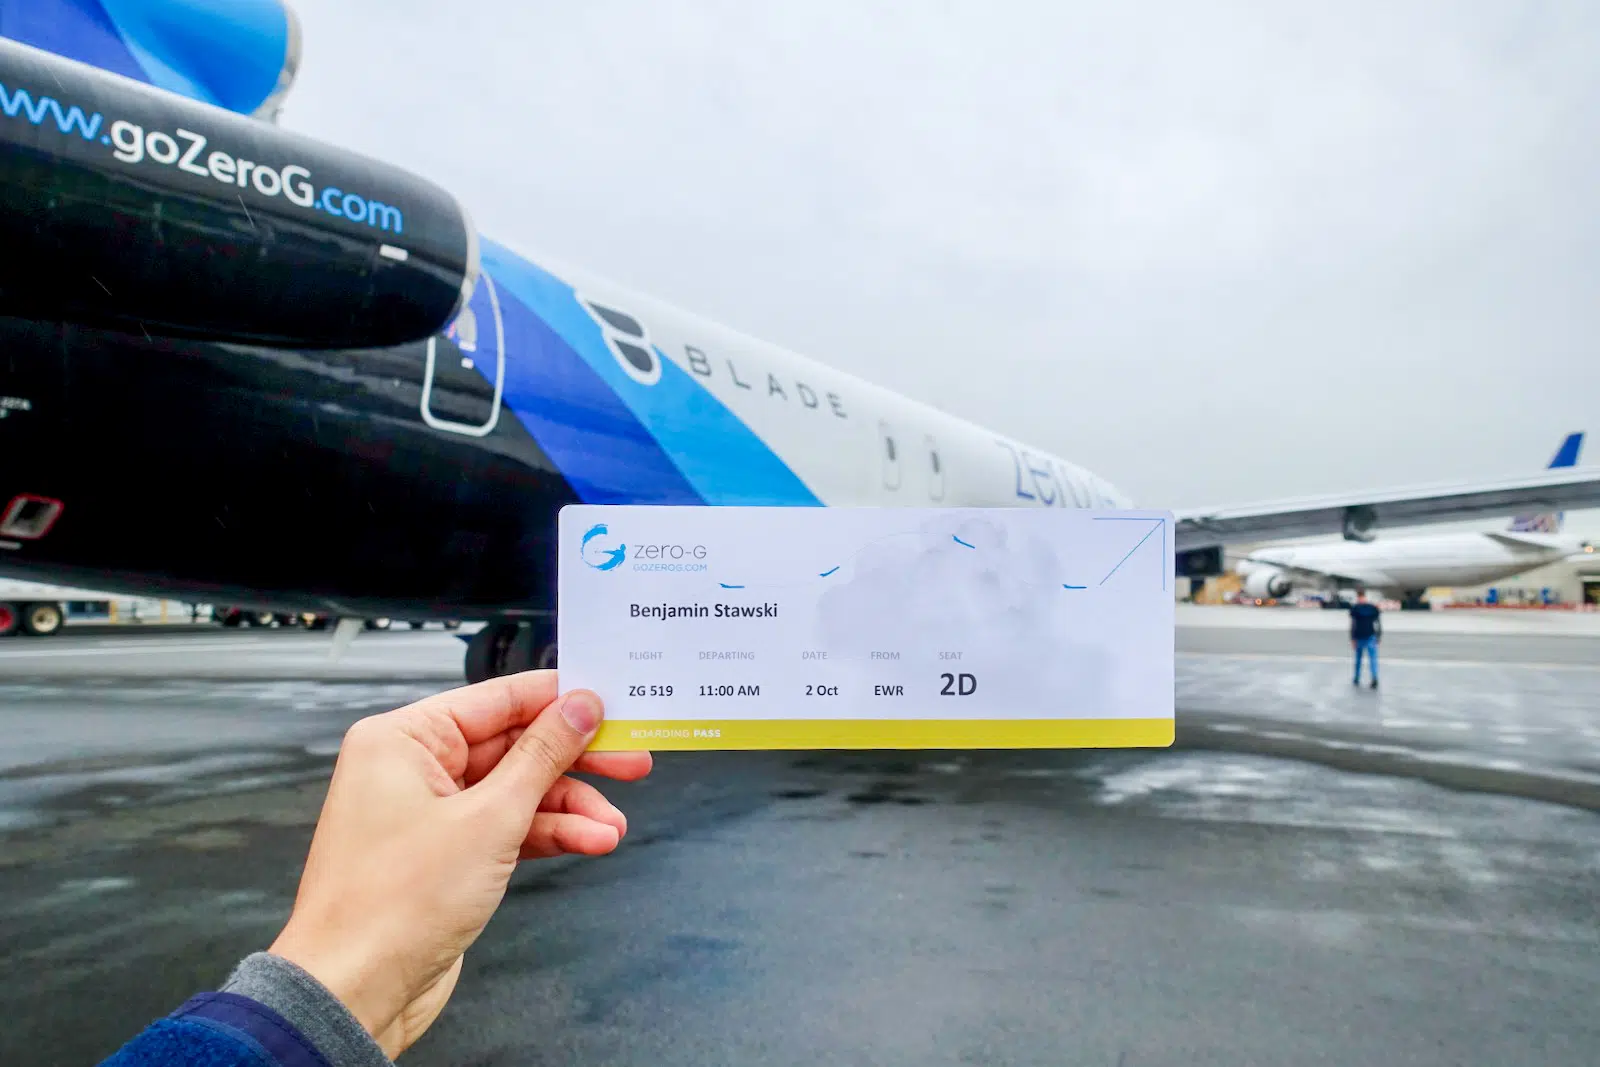 www.goZeroG.com
BLADE
zero-G
zero-G
GOZEROG.COM
Benjamin Stawski
FLIGHT DEPARTING DATE FROM SEAT
ZG 519 11:00 AM 2 Oct EWR 2D
BOARDING PASS